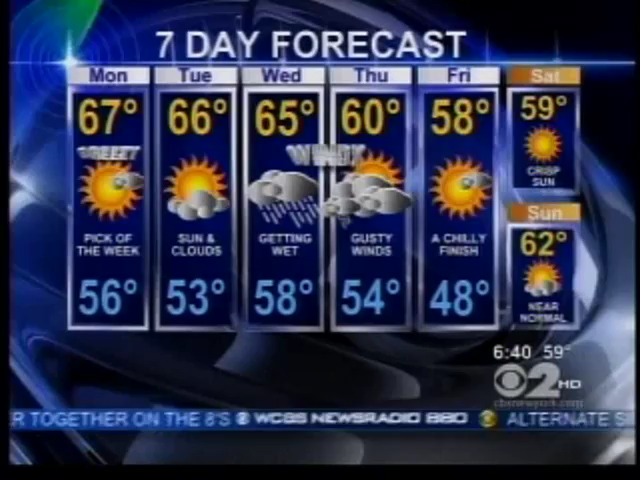 7 DAY FORECAST
Mon Tue Wed Thu Fri Sat
67° 66° 65° 60° 58° 59°
BREEZY WINDY
CRISP
SUN
PICK OF
THE WEEK
SUN &
CLOUDS
GETTING
WET
GUSTY
WINDS
A CHILLY
FINISH
56° 53° 58° 54° 48°
Sun
62°
NEAR
NORMAL
6:40 59°
2 HD
cbsnewyork.com
R TOGETHER ON THE 8'S WCBS NEWSRADIO 880 ALTERNATE S